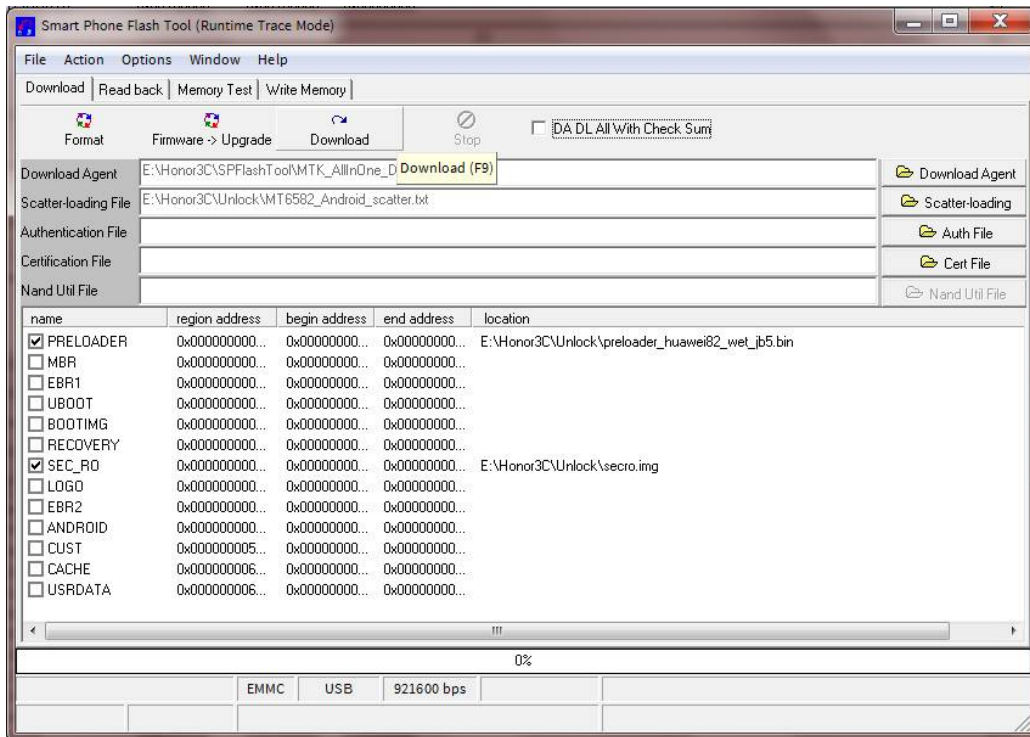 Smart Phone Flash Tool (Runtime Trace Mode)
File Action Options Window Help
Download Read back Memory Test Write Memory
Format Firmware -> Upgrade Download Stop DA DL All With Check Sum
Download (F9)
Download Agent E:\Honor3C\SPFlashTool\MTK_AllInOne_D Download Agent
Scatter-loading File E:\Honor3C\Unlock\MT6582_Android_scatter.txt Scatter-loading
Authentication File Auth File
Certification File Cert File
Nand Util File Nand Util File
name region address begin address end address location
PRELOADER 0x000000000... 0x00000000... 0x00000000... E:\Honor3C\Unlock\preloader_huawei82_wet_jb5.bin
MBR 0x000000000... 0x00000000... 0x00000000...
EBR1 0x000000000... 0x00000000... 0x00000000...
UBOOT 0x000000000... 0x00000000... 0x00000000...
BOOTIMG 0x000000000... 0x00000000... 0x00000000...
RECOVERY 0x000000000... 0x00000000... 0x00000000...
SEC_RO 0x000000000... 0x00000000... 0x00000000... E:\Honor3C\Unlock\secro.img
LOGO 0x000000000... 0x00000000... 0x00000000...
EBR2 0x000000000... 0x00000000... 0x00000000...
ANDROID 0x000000000... 0x00000000... 0x00000000...
CUST 0x000000005... 0x00000000... 0x00000000...
CACHE 0x000000006... 0x00000000... 0x00000000...
USRDATA 0x000000006... 0x00000000... 0x00000000...
0%
EMMC USB 921600 bps